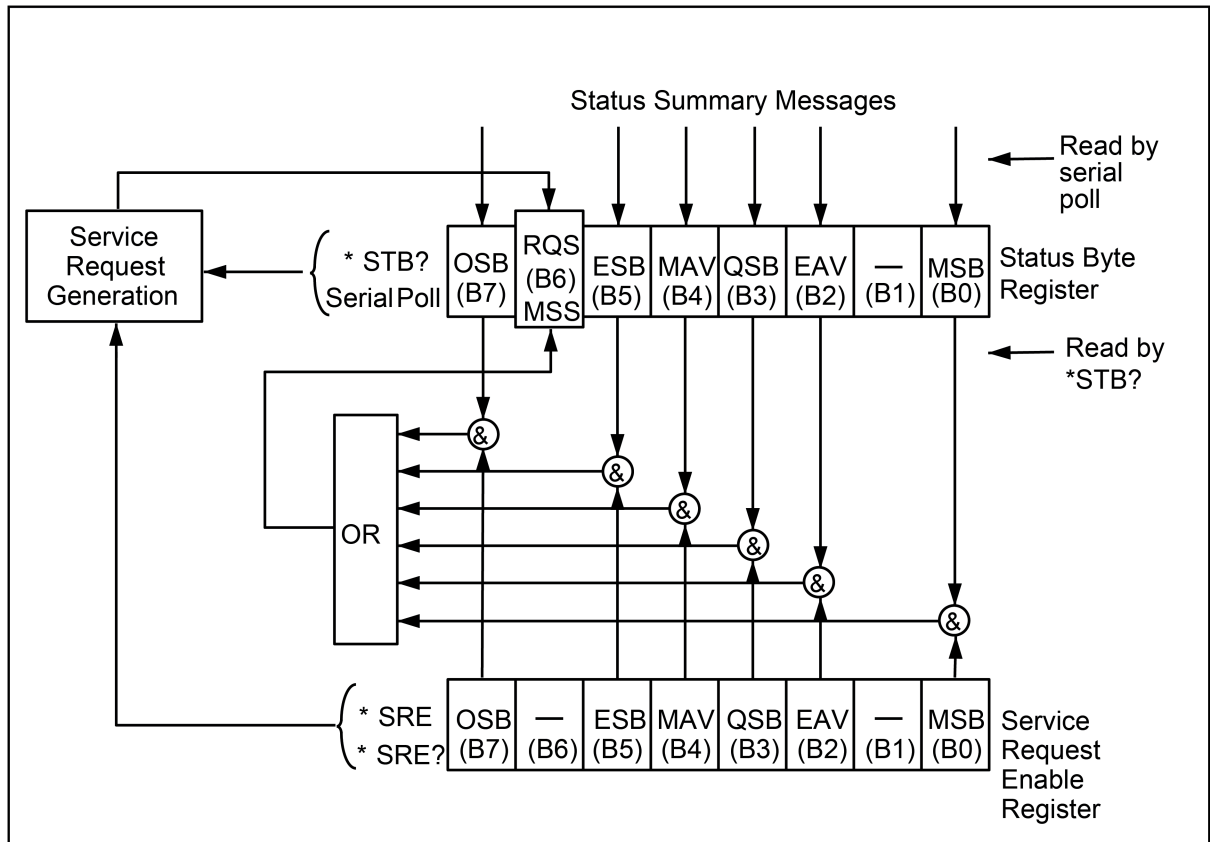 Status Summary Messages
Read by
serial
poll
Service
Request
Generation
* STB?
Serial Poll
OSB
(B7)
RQS
(B6)
MSS
ESB
(B5)
MAV
(B4)
QSB
(B3)
EAV
(B2)
—
(B1)
MSB
(B0)
Status Byte
Register
Read by
*STB?
&
&
&
&
&
&
OR
* SRE
* SRE?
OSB
(B7)
—
(B6)
ESB
(B5)
MAV
(B4)
QSB
(B3)
EAV
(B2)
—
(B1)
MSB
(B0)
Service
Request
Enable
Register